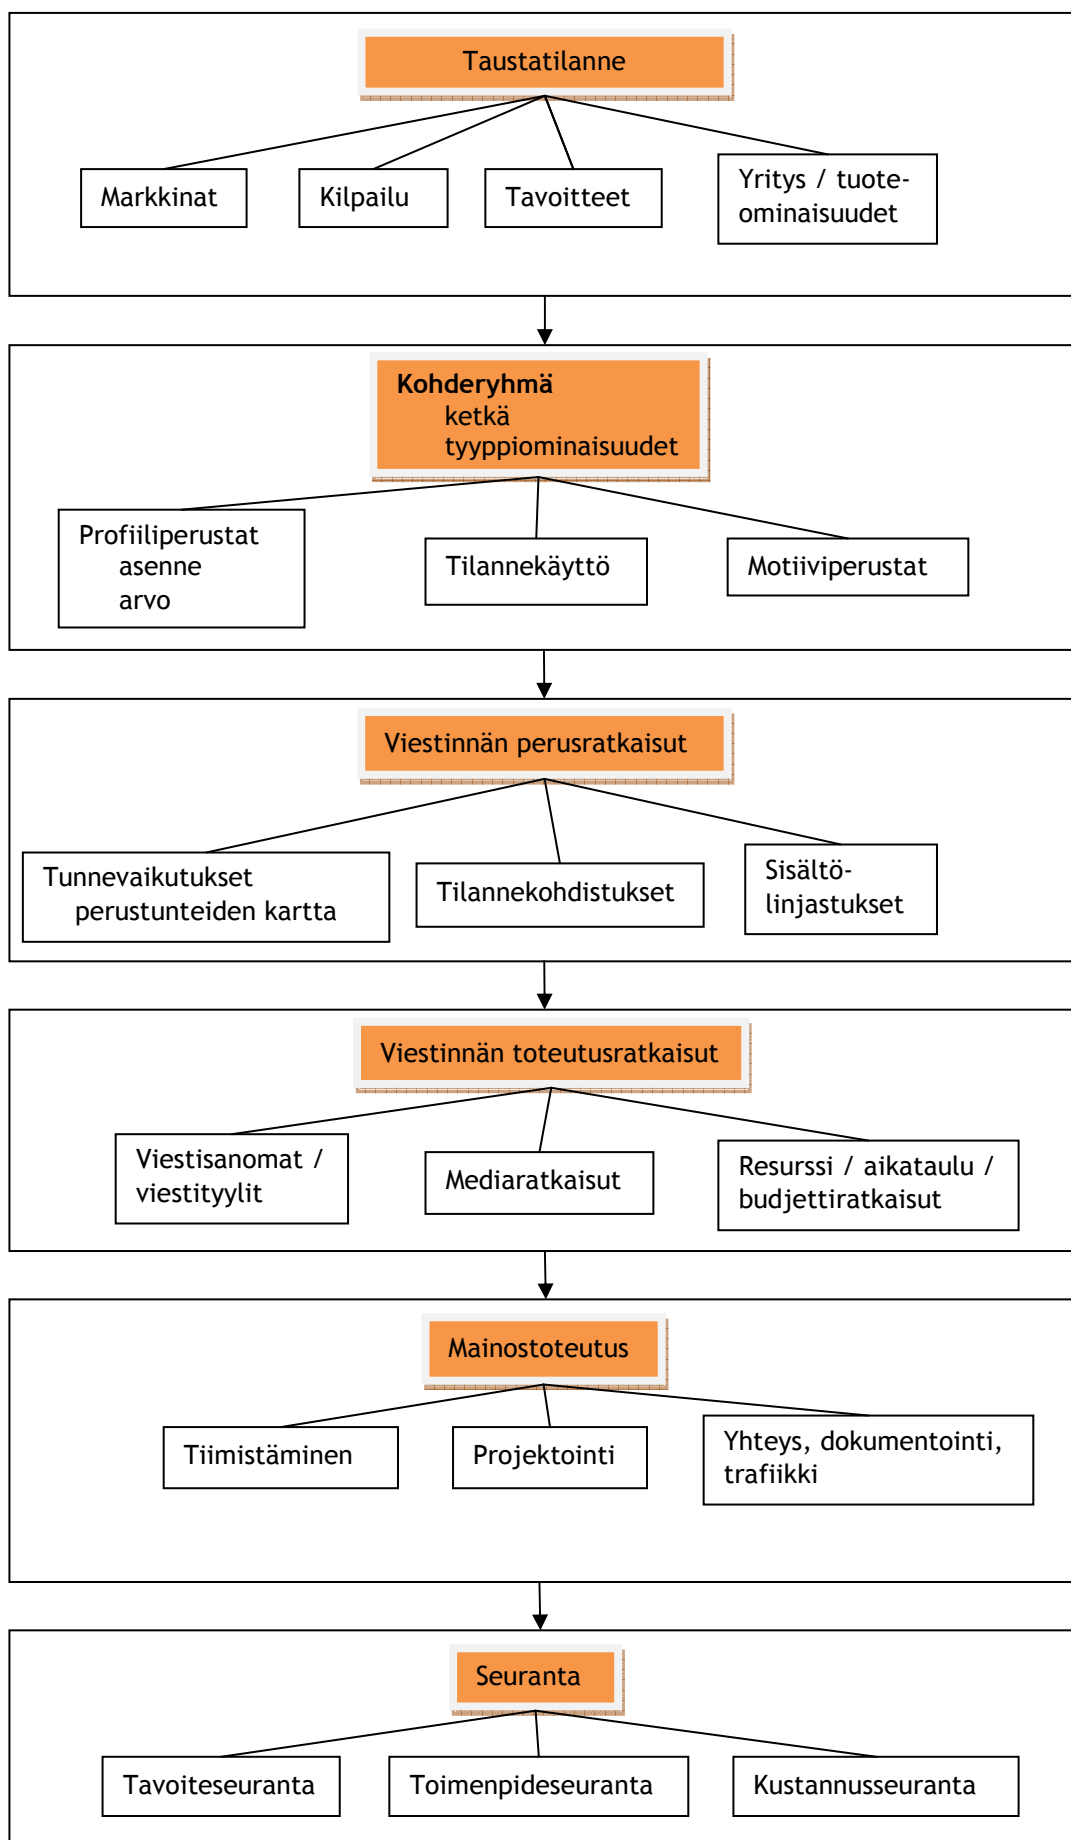 Taustatilanne
Markkinat
Kilpailu
Tavoitteet
Yritys / tuote-
ominaisuudet
Kohderyhmä
ketkä
tyyppiominaisuudet
Profiiliperustat
asenne
arvo
Tilannekäyttö
Motiiviperustat
Viestinnän perusratkaisut
Tunnevaikutukset
perustunteiden kartta
Tilannekohdistukset
Sisältö-
linjastukset
Viestinnän toteutusratkaisut
Viestisanomat /
viestityylit
Mediaratkaisut
Resurssi / aikataulu /
budjettiratkaisut
Mainostoteutus
Tiimistäminen
Projektointi
Yhteys, dokumentointi,
trafiikki
Seuranta
Tavoiteseuranta
Toimenpideseuranta
Kustannusseuranta